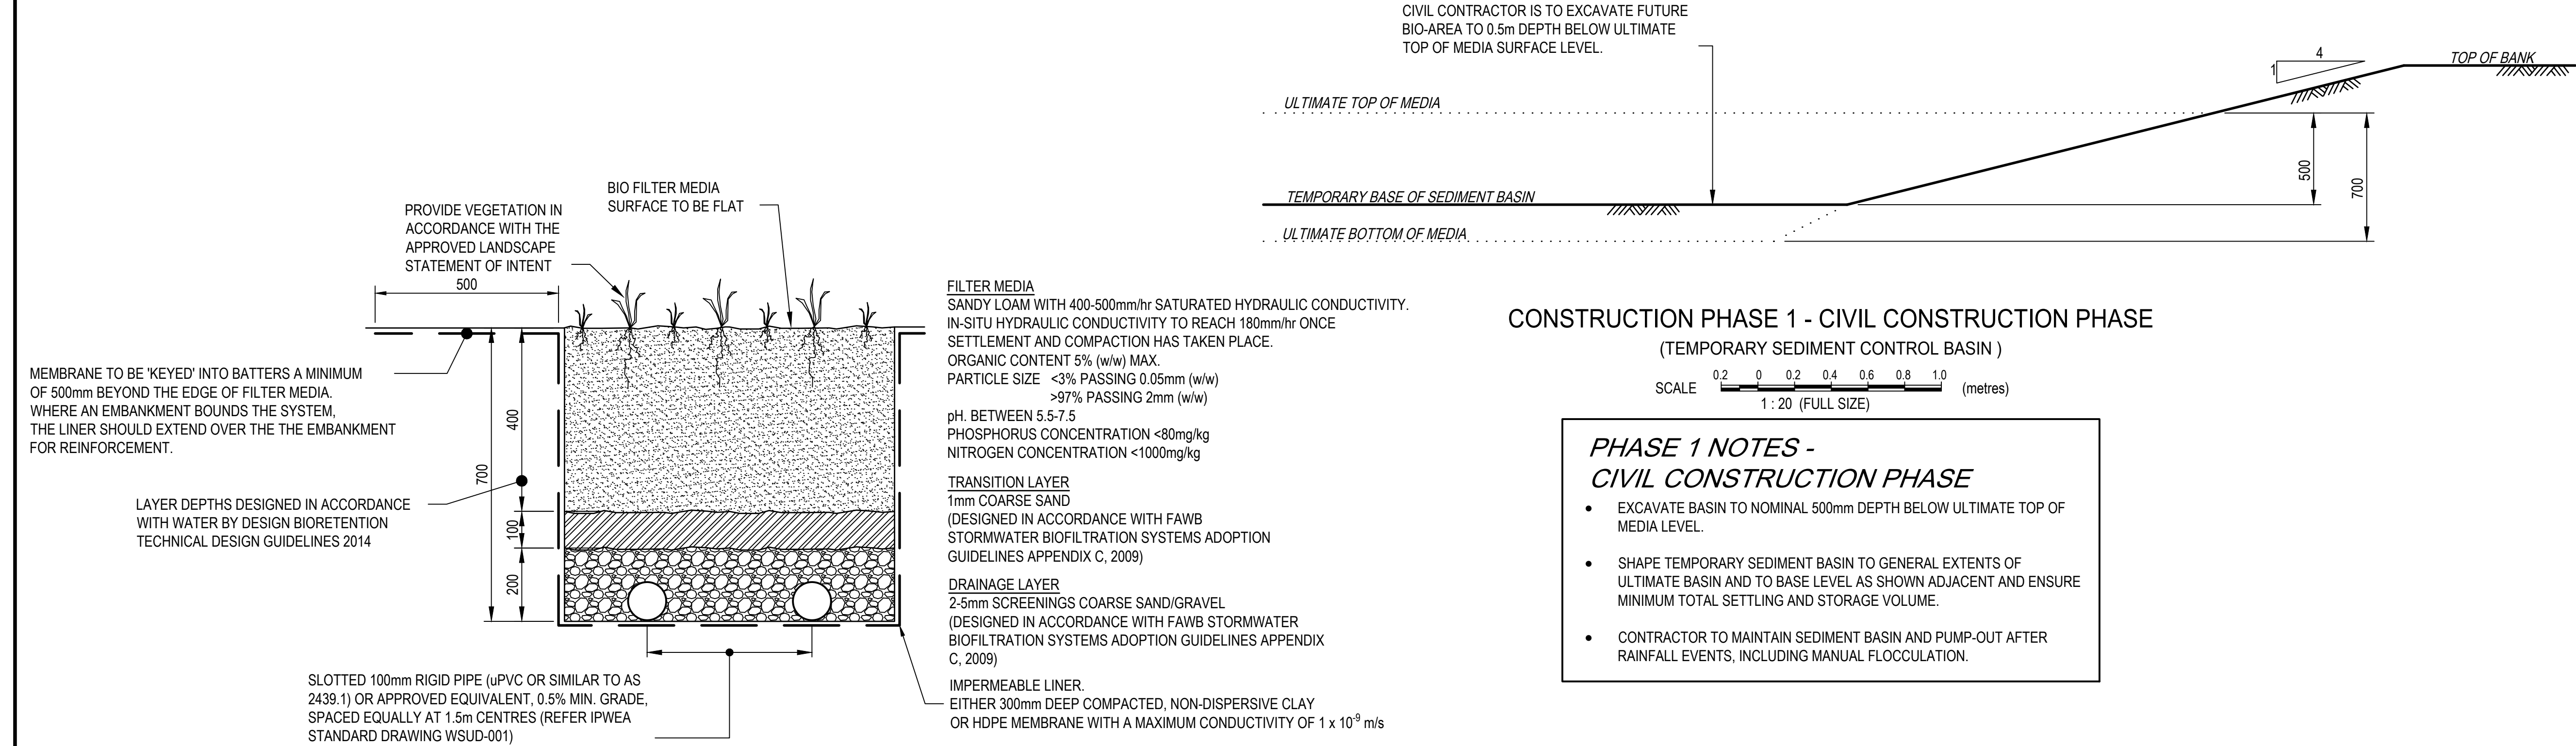 CIVIL CONTRACTOR IS TO EXCAVATE FUTURE
BIO-AREA TO 0.5m DEPTH BELOW ULTIMATE
TOP OF MEDIA SURFACE LEVEL.
4
1
TOP OF BANK
ULTIMATE TOP OF MEDIA
TEMPORARY BASE OF SEDIMENT BASIN
ULTIMATE BOTTOM OF MEDIA
500
700
BIO FILTER MEDIA
SURFACE TO BE FLAT
PROVIDE VEGETATION IN
ACCORDANCE WITH THE
APPROVED LANDSCAPE
STATEMENT OF INTENT
500
MEMBRANE TO BE 'KEYED' INTO BATTERS A MINIMUM
OF 500mm BEYOND THE EDGE OF FILTER MEDIA.
WHERE AN EMBANKMENT BOUNDS THE SYSTEM,
THE LINER SHOULD EXTEND OVER THE THE EMBANKMENT
FOR REINFORCEMENT.
LAYER DEPTHS DESIGNED IN ACCORDANCE
WITH WATER BY DESIGN BIORETENTION
TECHNICAL DESIGN GUIDELINES 2014
700
400
100
200
SLOTTED 100mm RIGID PIPE (uPVC OR SIMILAR TO AS
2439.1) OR APPROVED EQUIVALENT, 0.5% MIN. GRADE,
SPACED EQUALLY AT 1.5m CENTRES (REFER IPWEA
STANDARD DRAWING WSUD-001)
FILTER MEDIA
SANDY LOAM WITH 400-500mm/hr SATURATED HYDRAULIC CONDUCTIVITY.
IN-SITU HYDRAULIC CONDUCTIVITY TO REACH 180mm/hr ONCE
SETTLEMENT AND COMPACTION HAS TAKEN PLACE.
ORGANIC CONTENT 5% (w/w) MAX.
PARTICLE SIZE <3% PASSING 0.05mm (w/w)
>97% PASSING 2mm (w/w)
pH. BETWEEN 5.5-7.5
PHOSPHORUS CONCENTRATION <80mg/kg
NITROGEN CONCENTRATION <1000mg/kg
TRANSITION LAYER
1mm COARSE SAND
(DESIGNED IN ACCORDANCE WITH FAWB
STORMWATER BIOFILTRATION SYSTEMS ADOPTION
GUIDELINES APPENDIX C, 2009)
DRAINAGE LAYER
2-5mm SCREENINGS COARSE SAND/GRAVEL
(DESIGNED IN ACCORDANCE WITH FAWB STORMWATER
BIOFILTRATION SYSTEMS ADOPTION GUIDELINES APPENDIX
C, 2009)
IMPERMEABLE LINER.
EITHER 300mm DEEP COMPACTED, NON-DISPERSIVE CLAY
OR HDPE MEMBRANE WITH A MAXIMUM CONDUCTIVITY OF 1 x 10⁻⁹ m/s
CONSTRUCTION PHASE 1 - CIVIL CONSTRUCTION PHASE
(TEMPORARY SEDIMENT CONTROL BASIN )
0.2 0 0.2 0.4 0.6 0.8 1.0
SCALE (metres)
1 : 20 (FULL SIZE)
PHASE 1 NOTES -
CIVIL CONSTRUCTION PHASE
• EXCAVATE BASIN TO NOMINAL 500mm DEPTH BELOW ULTIMATE TOP OF
MEDIA LEVEL.
• SHAPE TEMPORARY SEDIMENT BASIN TO GENERAL EXTENTS OF
ULTIMATE BASIN AND TO BASE LEVEL AS SHOWN ADJACENT AND ENSURE
MINIMUM TOTAL SETTLING AND STORAGE VOLUME.
• CONTRACTOR TO MAINTAIN SEDIMENT BASIN AND PUMP-OUT AFTER
RAINFALL EVENTS, INCLUDING MANUAL FLOCCULATION.